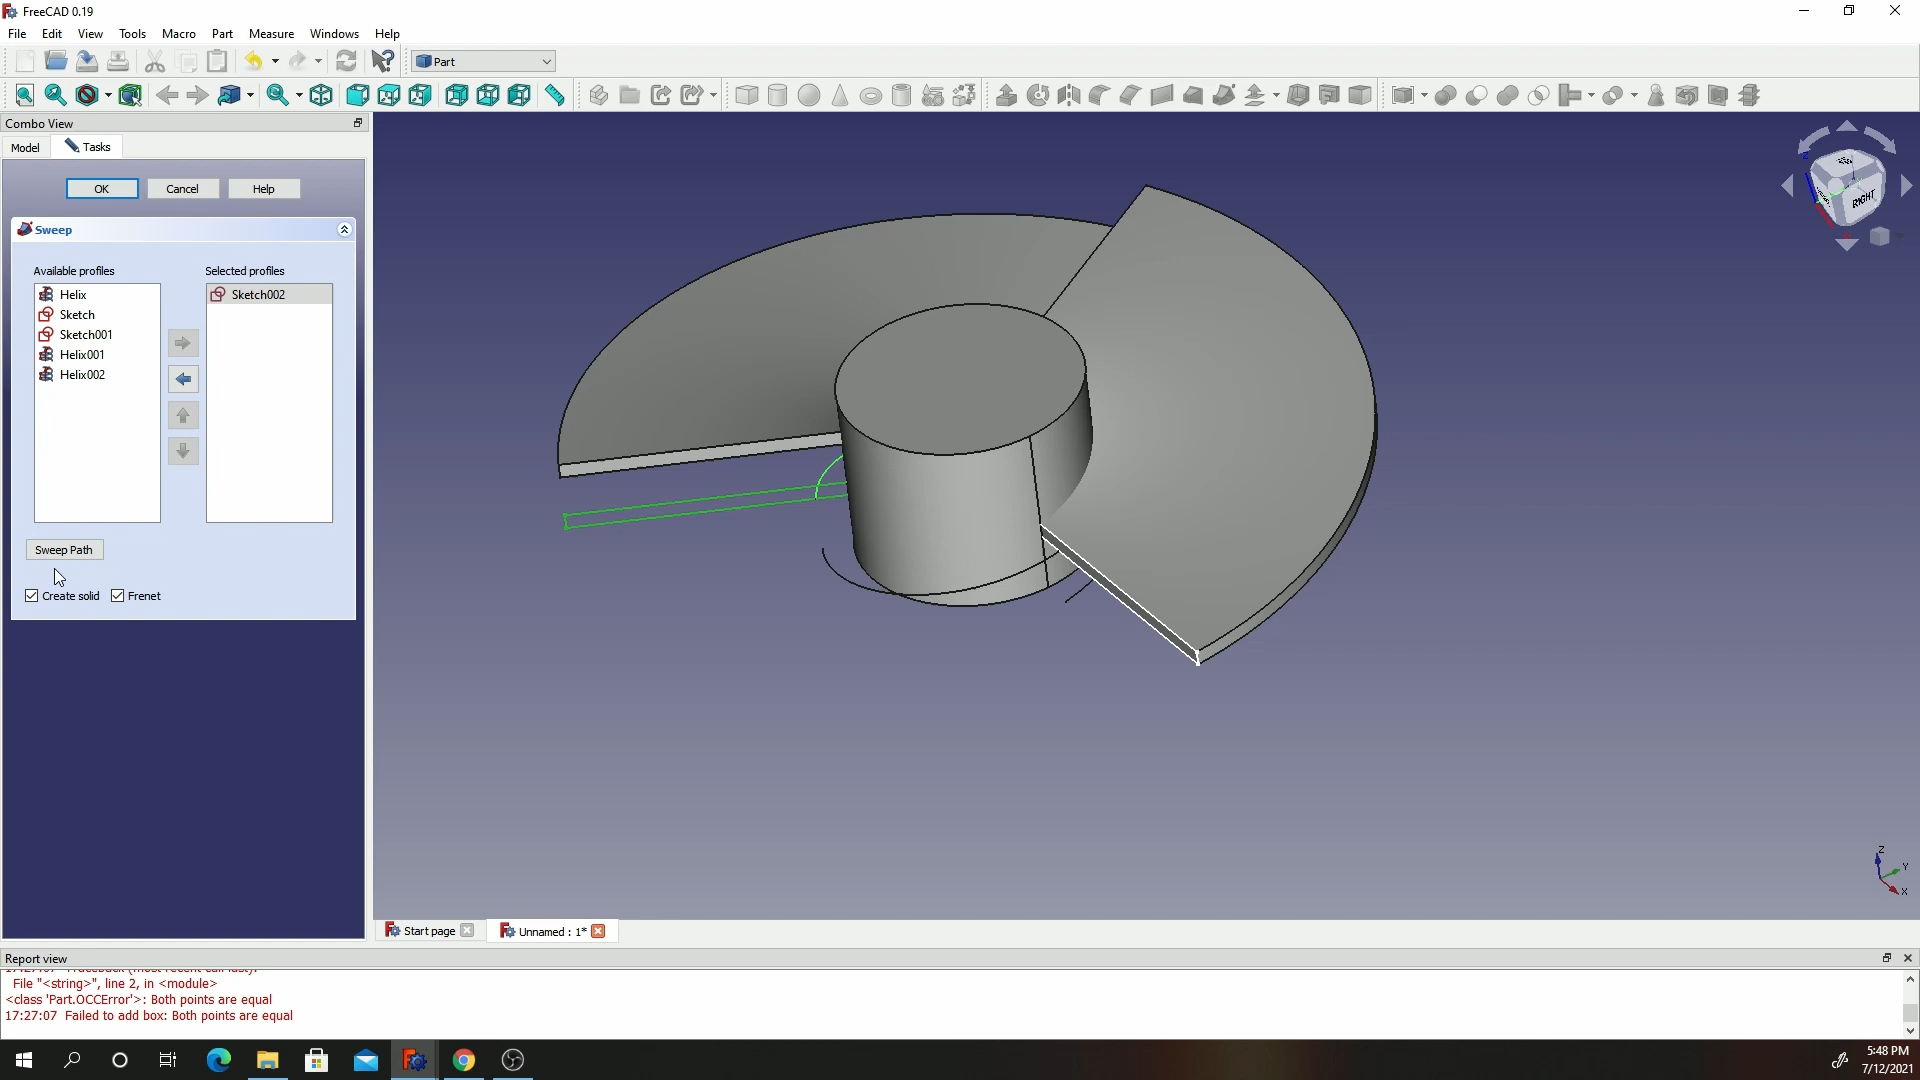 FreeCAD 0.19
File Edit View Tools Macro Part Measure Windows Help
Part
Combo View
Model Tasks
OK Cancel Help
Sweep
Available profiles Selected profiles
Helix Sketch002
Sketch
Sketch001
Helix001
Helix002
Sweep Path
Create solid Frenet
RIGHT
Z
Z
Y
X
Start page Unnamed : 1*
Report view
File "<string>", line 2, in <module>
<class 'Part.OCCError'>: Both points are equal
17:27:07 Failed to add box: Both points are equal
5:48 PM
7/12/2021